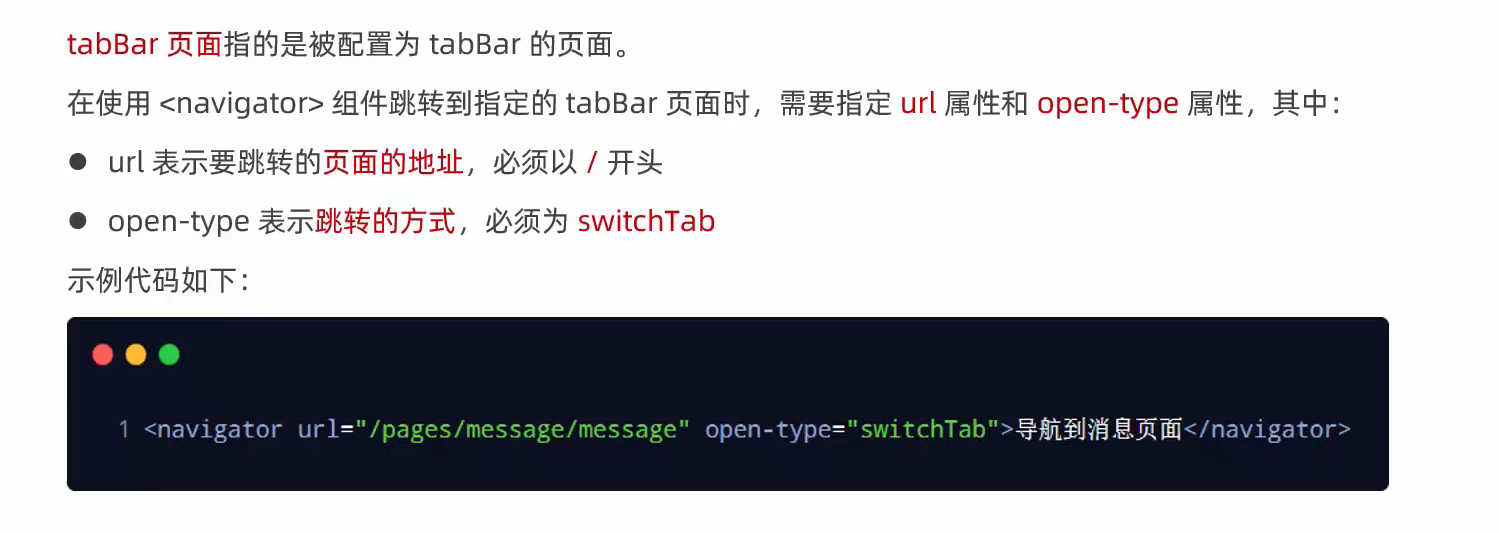 tabBar 页面指的是被配置为 tabBar 的页面。
在使用 <navigator> 组件跳转到指定的 tabBar 页面时，需要指定 url 属性和 open-type 属性，其中：
● url 表示要跳转的页面的地址，必须以 / 开头
● open-type 表示跳转的方式，必须为 switchTab
示例代码如下：
1 <navigator url="/pages/message/message" open-type="switchTab">导航到消息页面</navigator>